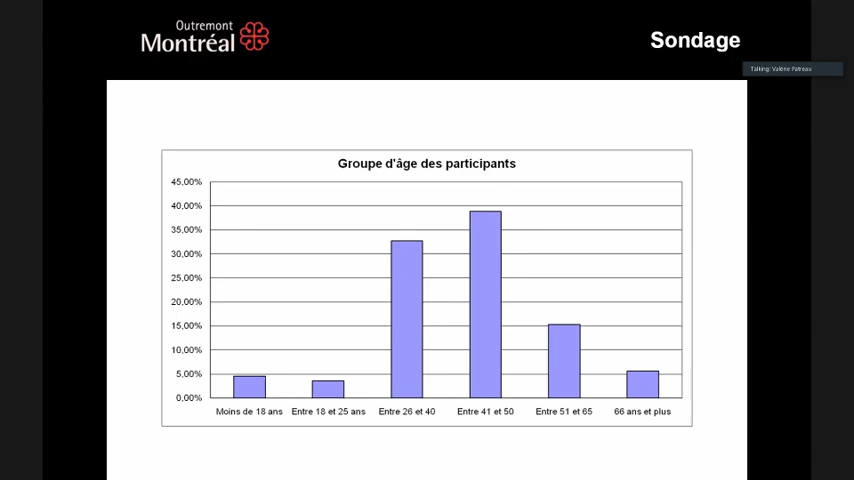 Outremont
Montréal
Sondage
Talking: Valérie Patreau
Groupe d'âge des participants
45,00%
40,00%
35,00%
30,00%
25,00%
20,00%
15,00%
10,00%
5,00%
0,00%
Moins de 18 ans Entre 18 et 25 ans Entre 26 et 40 Entre 41 et 50 Entre 51 et 65 66 ans et plus